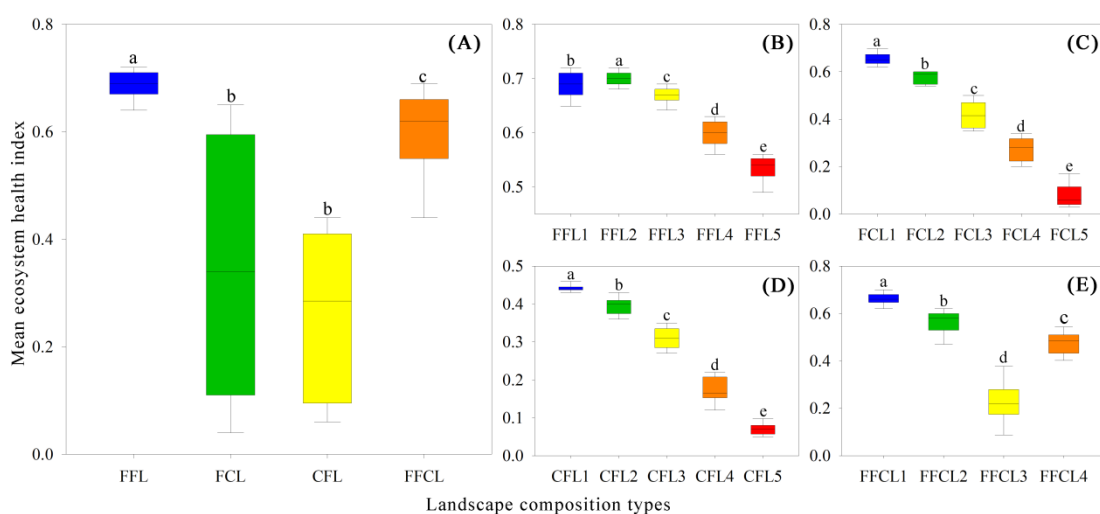 Mean ecosystem health index
(A)
0.8
0.6
0.4
0.2
0.0
a
b
b
c
FFL FCL CFL FFCL
(B)
0.8
0.7
0.6
0.5
b
a
c
d
e
FFL1 FFL2 FFL3 FFL4 FFL5
(C)
0.8
0.6
0.4
0.2
0.0
a
b
c
d
e
FCL1 FCL2 FCL3 FCL4 FCL5
(D)
0.5
0.4
0.3
0.2
0.1
0.0
a
b
c
d
e
CFL1 CFL2 CFL3 CFL4 CFL5
(E)
0.8
0.6
0.4
0.2
0.0
a
b
d
c
FFCL1 FFCL2 FFCL3 FFCL4
Landscape composition types